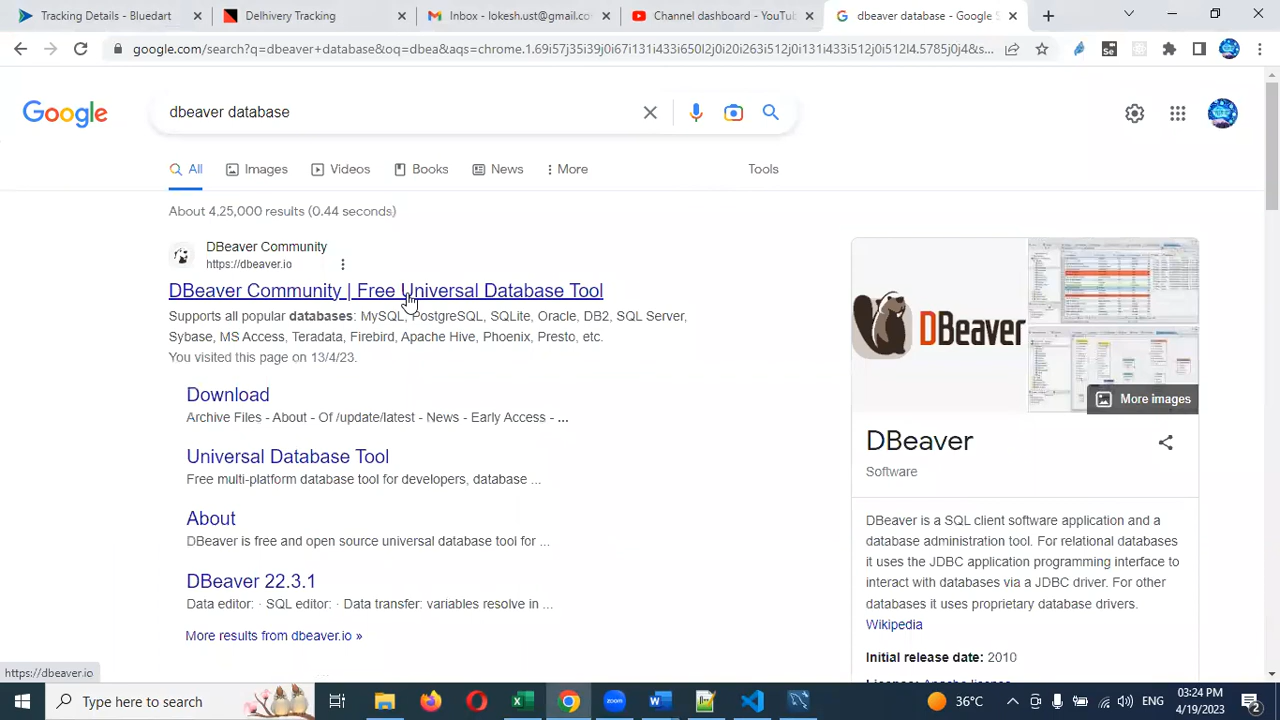 Tracking Details - Bluedart
Delhivery Tracking
Inbox - lokesh.ust@gmail.co
Channel dashboard - YouTu
dbeaver database - Google S
google.com/search?q=dbeaver+database&oq=dbea&aqs=chrome.1.69i57j35i39j0i67i131i433i650l2j0i20i263i512j0i131i433i512j0i512l4.5785j0j4&s...
Google
dbeaver database
All
Images
Videos
Books
News
More
Tools
About 4,25,000 results (0.44 seconds)
DBeaver Community
https://dbeaver.io
DBeaver Community | Free Universal Database Tool
Supports all popular databases: MySQL, PostgreSQL, SQLite, Oracle, DB2, SQL Server,
Sybase, MS Access, Teradata, Firebird, Apache Hive, Phoenix, Presto, etc.
You visited this page on 13/4/23.
Download
Archive Files - About - Of /update/latest - News - Early Access - ...
Universal Database Tool
Free multi-platform database tool for developers, database ...
About
DBeaver is free and open source universal database tool for ...
DBeaver 22.3.1
Data editor: · SQL editor: · Data transfer: variables resolve in ...
More results from dbeaver.io »
DBeaver
More images
DBeaver
Software
DBeaver is a SQL client software application and a
database administration tool. For relational databases
it uses the JDBC application programming interface to
interact with databases via a JDBC driver. For other
databases it uses proprietary database drivers.
Wikipedia
Initial release date: 2010
https://dbeaver.io
Type here to search
zoom
36°C
ENG
03:24 PM
4/19/2023
2